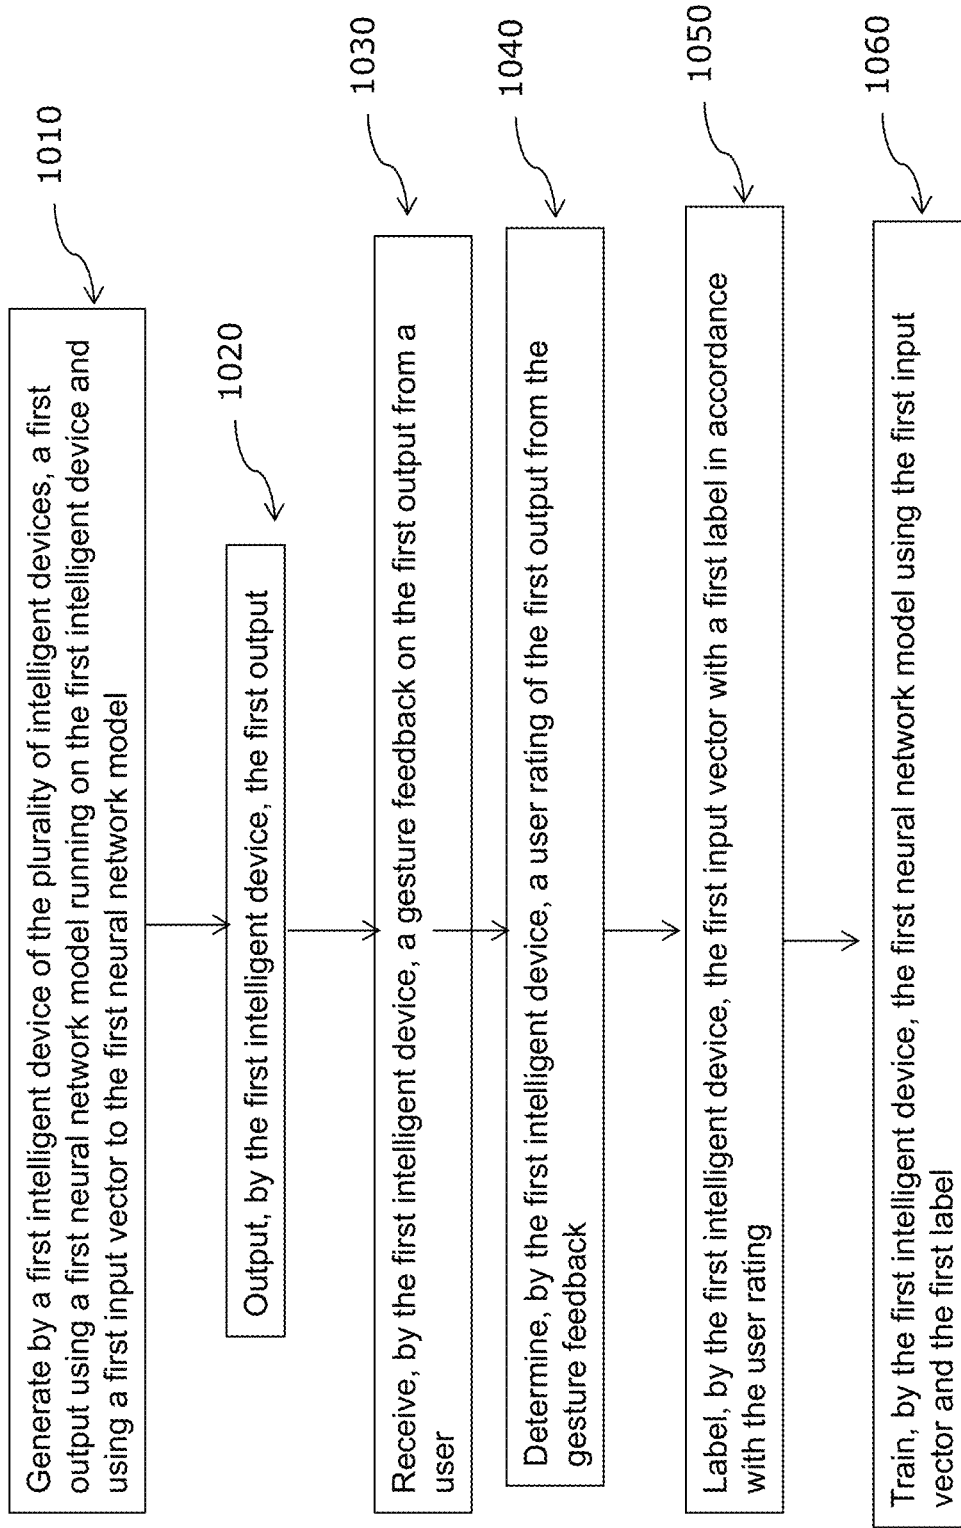 Generate by a first intelligent device of the plurality of intelligent devices, a first
output using a first neural network model running on the first intelligent device and
using a first input vector to the first neural network model
1010
Output, by the first intelligent device, the first output
1020
Receive, by the first intelligent device, a gesture feedback on the first output from a
user
1030
Determine, by the first intelligent device, a user rating of the first output from the
gesture feedback
1040
Label, by the first intelligent device, the first input vector with a first label in accordance
with the user rating
1050
Train, by the first intelligent device, the first neural network model using the first input
vector and the first label
1060